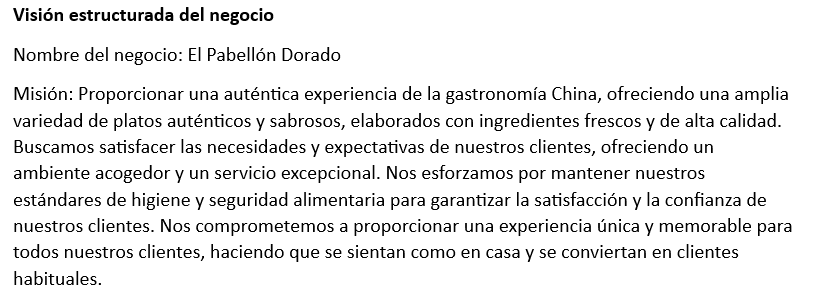 Visión estructurada del negocio
Nombre del negocio: El Pabellón Dorado
Misión: Proporcionar una auténtica experiencia de la gastronomía China, ofreciendo una amplia
variedad de platos auténticos y sabrosos, elaborados con ingredientes frescos y de alta calidad.
Buscamos satisfacer las necesidades y expectativas de nuestros clientes, ofreciendo un
ambiente acogedor y un servicio excepcional. Nos esforzamos por mantener nuestros
estándares de higiene y seguridad alimentaria para garantizar la satisfacción y la confianza de
nuestros clientes. Nos comprometemos a proporcionar una experiencia única y memorable para
todos nuestros clientes, haciendo que se sientan como en casa y se conviertan en clientes
habituales.